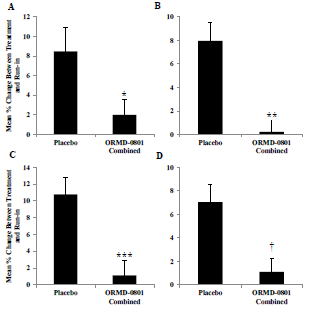 A
Mean % Change Between Treatment
and Run-in
12
10
8
6
4
2
0
*
Placebo
ORMD-0801
Combined
B
10
8
6
4
2
0
**
Placebo
ORMD-0801
Combined
C
Mean % Change Between Treatment
and Run-in
14
12
10
8
6
4
2
0
***
Placebo
ORMD-0801
Combined
D
10
8
6
4
2
0
†
Placebo
ORMD-0801
Combined